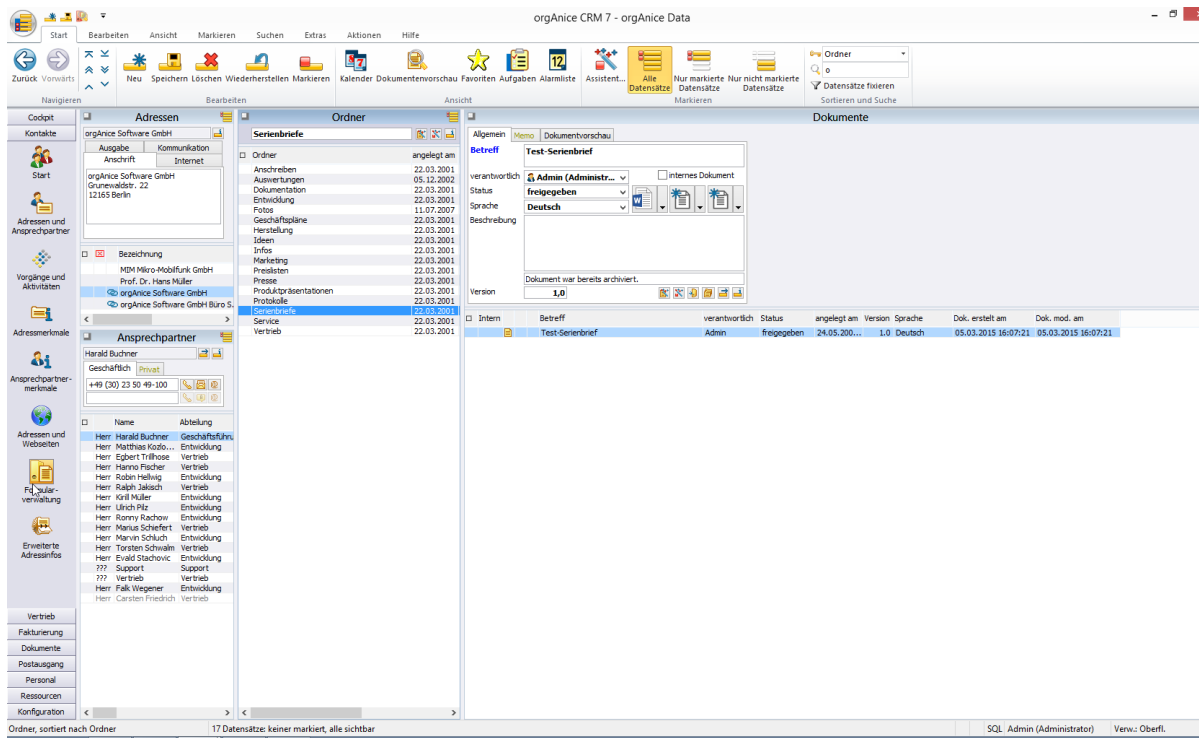 orgAnice CRM 7 - orgAnice Data
Start Bearbeiten Ansicht Markieren Suchen Extras Aktionen Hilfe
Zurück Vorwärts Neu Speichern Löschen Wiederherstellen Markieren Kalender Dokumentenvorschau Favoriten Aufgaben Alarmliste Assistent... Alle Datensätze Nur markierte Datensätze Nur nicht markierte Datensätze
Ordner
Datensätze fixieren
Navigieren Bearbeiten Ansicht Markieren Sortieren und Suche
Cockpit
Kontakte
Start
Adressen und
Ansprechpartner
Vorgänge und
Aktivitäten
Adressmerkmale
Ansprechpartner-
merkmale
Adressen und
Webseiten
verwaltung
Erweiterte
Adressinfos
Vertrieb
Fakturierung
Dokumente
Postausgang
Personal
Ressourcen
Konfiguration
Adressen
orgAnice Software GmbH
Ausgabe Kommunikation
Anschrift Internet
orgAnice Software GmbH
Grunewaldstr. 22
12165 Berlin
Bezeichnung
MIM Mikro-Mobilfunk GmbH
Prof. Dr. Hans Müller
orgAnice Software GmbH
orgAnice Software GmbH Büro S.
Ansprechpartner
Harald Buchner
Geschäftlich Privat
+49 (30) 23 50 49-100
Name Abteilung
Herr Harald Buchner Geschäftsführu
Herr Matthias Kozlo... Entwicklung
Herr Egbert Trillhose Vertrieb
Herr Hanno Fischer Vertrieb
Herr Robin Hellwig Entwicklung
Herr Ralph Jakisch Vertrieb
Herr Kirill Müller Entwicklung
Herr Ulrich Pilz Entwicklung
Herr Ronny Rachow Entwicklung
Herr Marius Schiefert Vertrieb
Herr Marvin Schluch Entwicklung
Herr Torsten Schwalm Vertrieb
Herr Evald Stachovic Entwicklung
??? Support Support
??? Vertrieb Vertrieb
Herr Falk Wegener Entwicklung
Herr Carsten Friedrich Vertrieb
Ordner
Serienbriefe
Ordner angelegt am
Anschreiben 22.03.2001
Auswertungen 05.12.2002
Dokumentation 22.03.2001
Entwicklung 22.03.2001
Fotos 11.07.2007
Geschäftspläne 22.03.2001
Herstellung 22.03.2001
Ideen 22.03.2001
Infos 22.03.2001
Marketing 22.03.2001
Preislisten 22.03.2001
Presse 22.03.2001
Produktpräsentationen 22.03.2001
Protokolle 22.03.2001
Serienbriefe 22.03.2001
Service 22.03.2001
Vertrieb 22.03.2001
Dokumente
Allgemein Memo Dokumentvorschau
Betreff Test-Serienbrief
verantwortlich Admin (Administr... internes Dokument
Status freigegeben
Sprache Deutsch
Beschreibung
Dokument war bereits archiviert.
Version 1,0
Intern Betreff verantwortlich Status angelegt am Version Sprache Dok. erstellt am Dok. mod. am
Test-Serienbrief Admin freigegeben 24.05.200... 1.0 Deutsch 05.03.2015 16:07:21 05.03.2015 16:07:21
Ordner, sortiert nach Ordner 17 Datensätze: keiner markiert, alle sichtbar SQL Admin (Administrator) Verw.: Oberfl.